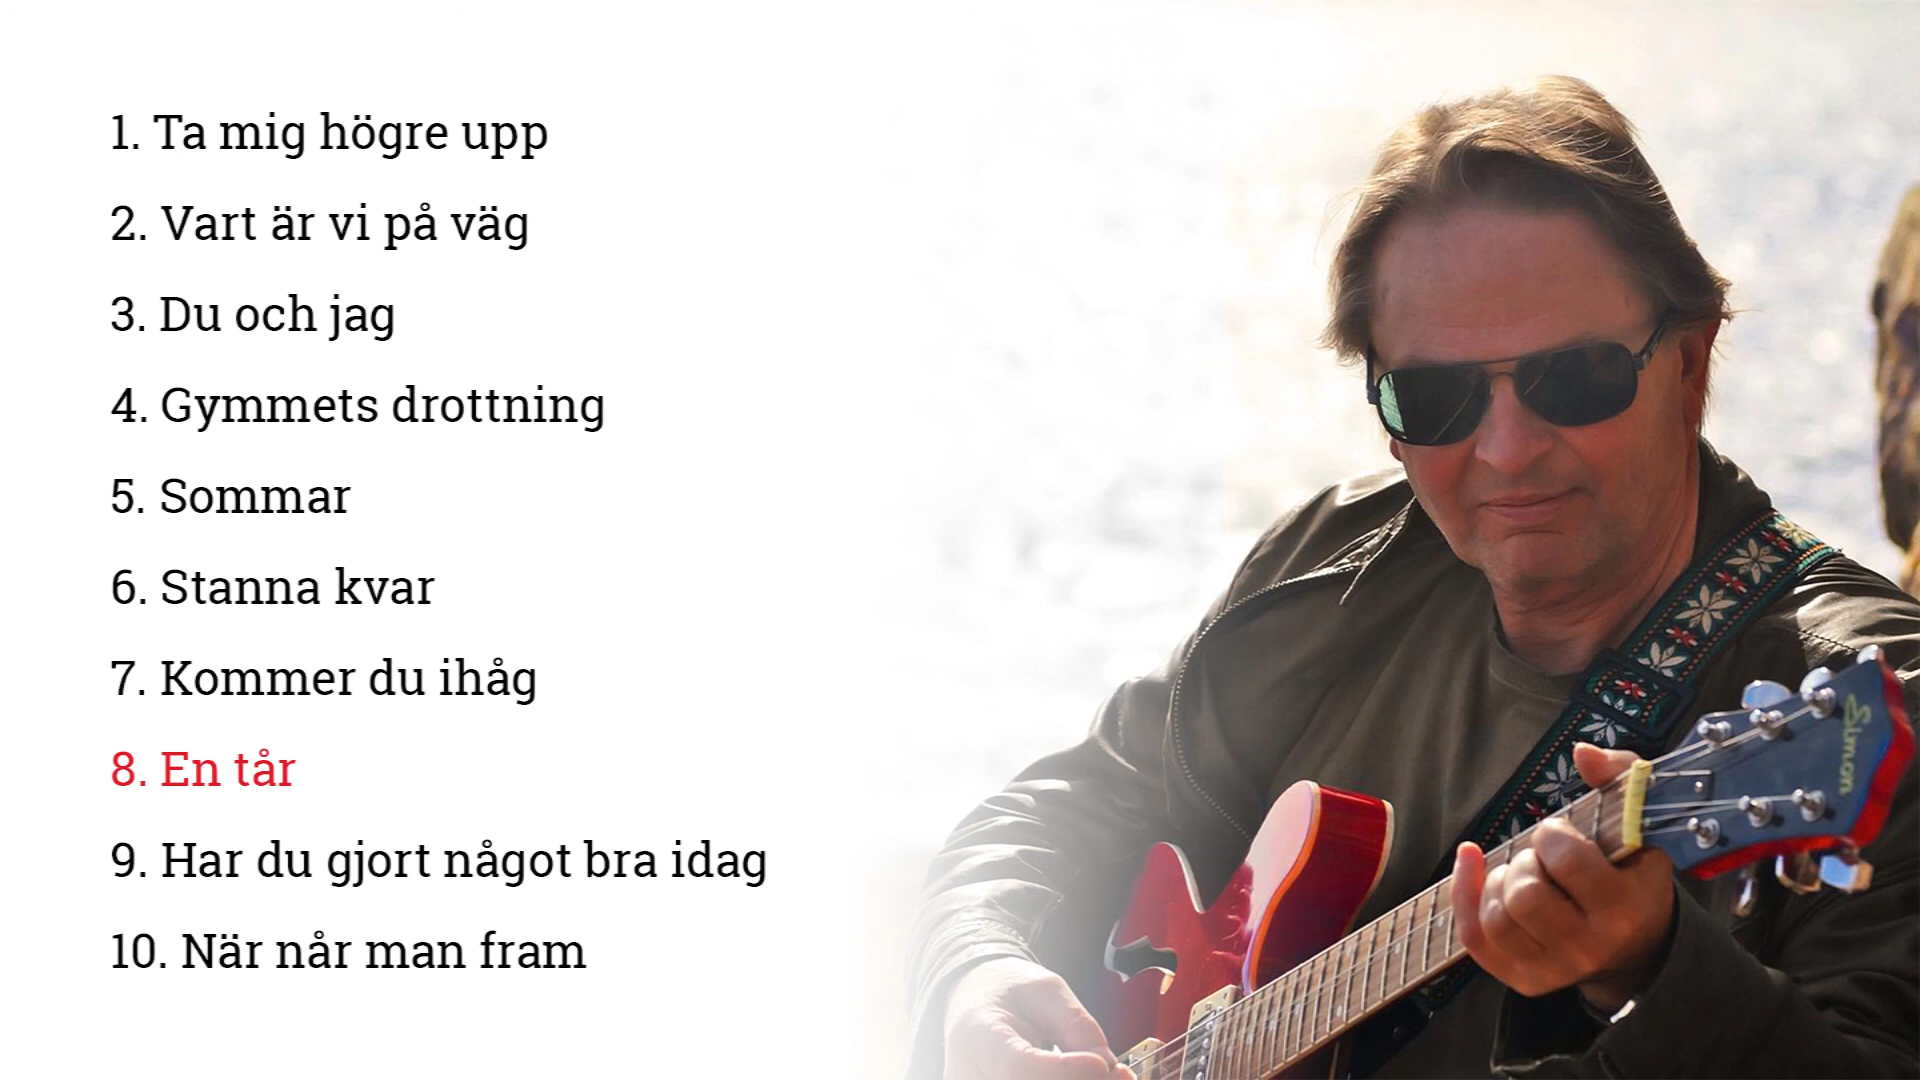 1. Ta mig högre upp
2. Vart är vi på väg
3. Du och jag
4. Gymmets drottning
5. Sommar
6. Stanna kvar
7. Kommer du ihåg
8. En tår
9. Har du gjort något bra idag
10. När når man fram